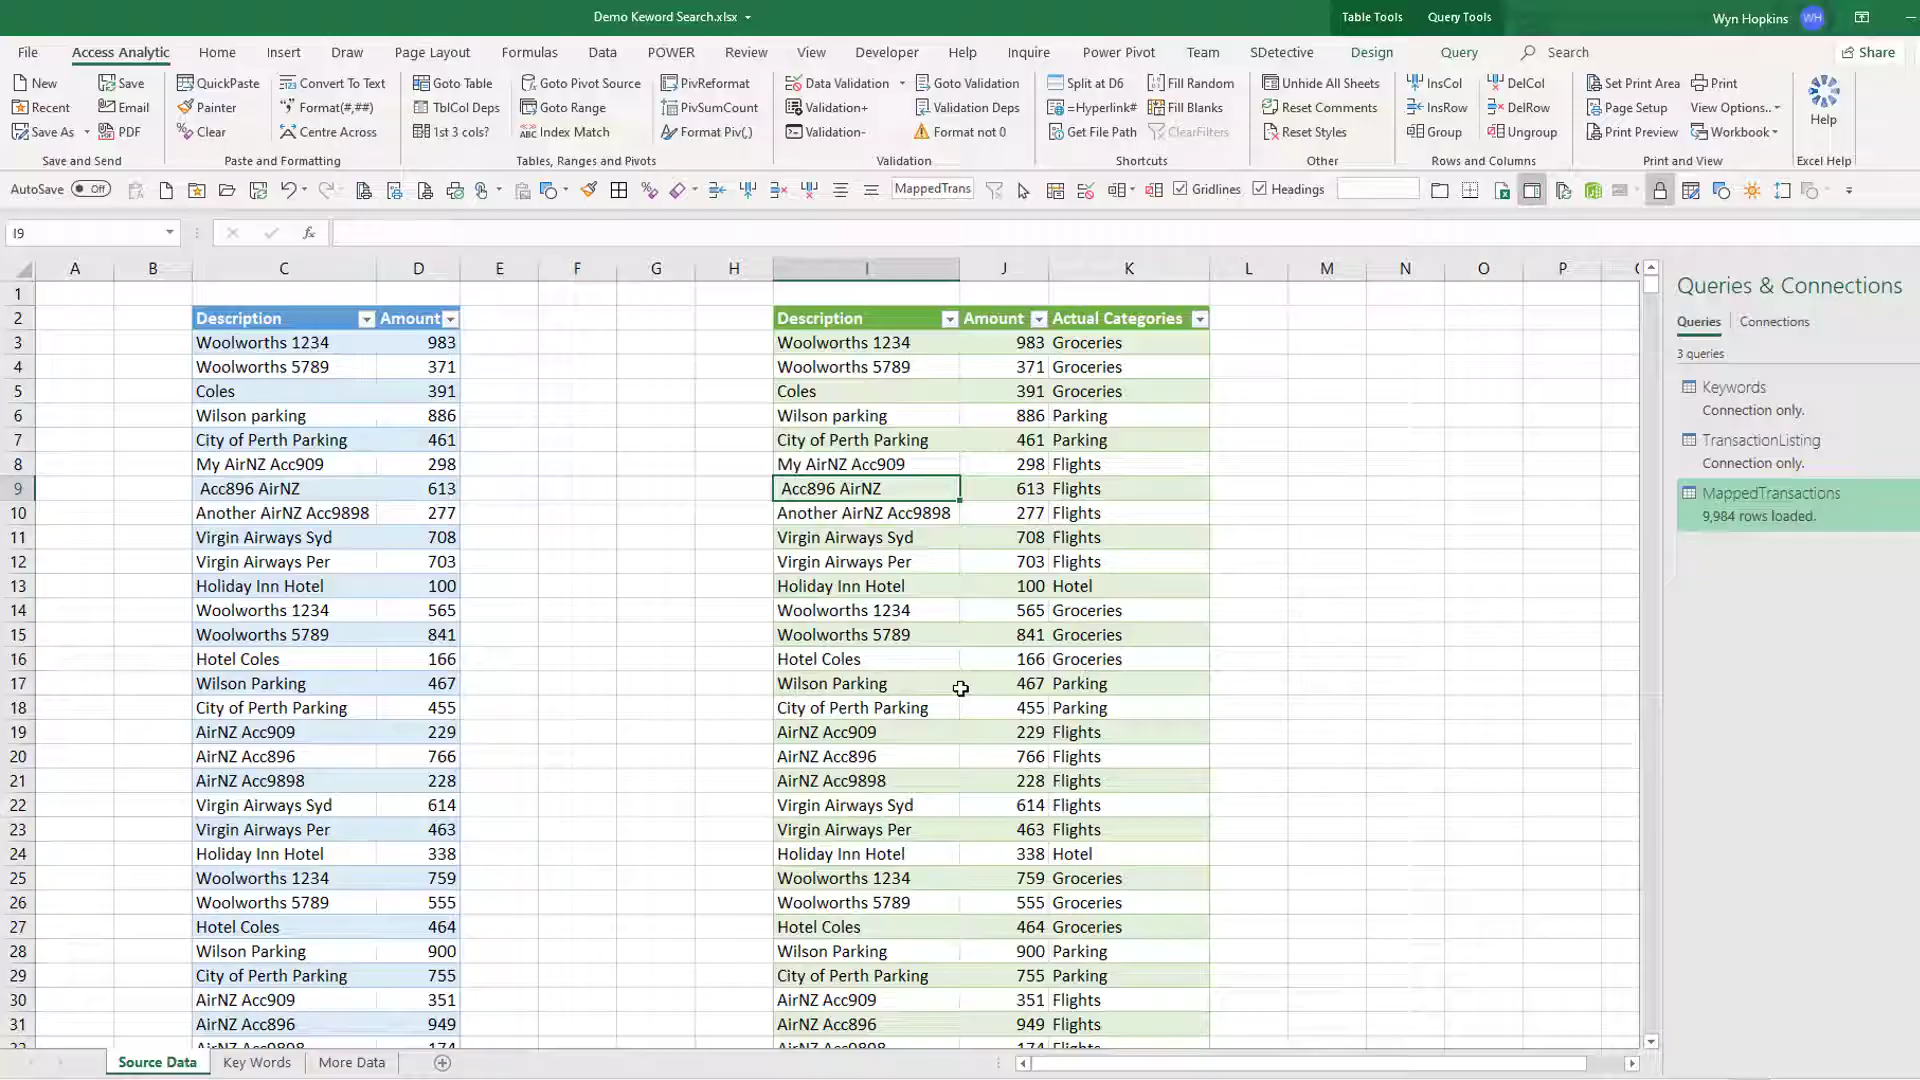 Demo Keword Search.xlsx
Table Tools Query Tools
Wyn Hopkins WH
File Access Analytic Home Insert Draw Page Layout Formulas Data POWER Review View Developer Help Inquire Power Pivot Team SDetective Design Query Search Share
New Save QuickPaste Convert To Text Goto Table Goto Pivot Source PivReformat Data Validation Goto Validation Split at D6 Fill Random Unhide All Sheets InsCol DelCol Set Print Area Print
Recent Email Painter Format(#,##) TblCol Deps Goto Range PivSumCount Validation+ Validation Deps =Hyperlink# Fill Blanks Reset Comments InsRow DelRow Page Setup View Options..
Save As PDF Clear Centre Across 1st 3 cols? Index Match Format Piv(,) Validation- Format not 0 Get File Path ClearFilters Reset Styles Group Ungroup Print Preview Workbook
Help
Save and Send Paste and Formatting Tables, Ranges and Pivots Validation Shortcuts Other Rows and Columns Print and View Excel Help
AutoSave Off MappedTrans Gridlines Headings
I9 fx
A B C D E F G H I J K L M N O P
1
2 Description Amount Description Amount Actual Categories
3 Woolworths 1234 983 Woolworths 1234 983 Groceries
4 Woolworths 5789 371 Woolworths 5789 371 Groceries
5 Coles 391 Coles 391 Groceries
6 Wilson parking 886 Wilson parking 886 Parking
7 City of Perth Parking 461 City of Perth Parking 461 Parking
8 My AirNZ Acc909 298 My AirNZ Acc909 298 Flights
9 Acc896 AirNZ 613 Acc896 AirNZ 613 Flights
10 Another AirNZ Acc9898 277 Another AirNZ Acc9898 277 Flights
11 Virgin Airways Syd 708 Virgin Airways Syd 708 Flights
12 Virgin Airways Per 703 Virgin Airways Per 703 Flights
13 Holiday Inn Hotel 100 Holiday Inn Hotel 100 Hotel
14 Woolworths 1234 565 Woolworths 1234 565 Groceries
15 Woolworths 5789 841 Woolworths 5789 841 Groceries
16 Hotel Coles 166 Hotel Coles 166 Groceries
17 Wilson Parking 467 Wilson Parking 467 Parking
18 City of Perth Parking 455 City of Perth Parking 455 Parking
19 AirNZ Acc909 229 AirNZ Acc909 229 Flights
20 AirNZ Acc896 766 AirNZ Acc896 766 Flights
21 AirNZ Acc9898 228 AirNZ Acc9898 228 Flights
22 Virgin Airways Syd 614 Virgin Airways Syd 614 Flights
23 Virgin Airways Per 463 Virgin Airways Per 463 Flights
24 Holiday Inn Hotel 338 Holiday Inn Hotel 338 Hotel
25 Woolworths 1234 759 Woolworths 1234 759 Groceries
26 Woolworths 5789 555 Woolworths 5789 555 Groceries
27 Hotel Coles 464 Hotel Coles 464 Groceries
28 Wilson Parking 900 Wilson Parking 900 Parking
29 City of Perth Parking 755 City of Perth Parking 755 Parking
30 AirNZ Acc909 351 AirNZ Acc909 351 Flights
31 AirNZ Acc896 949 AirNZ Acc896 949 Flights
Queries & Connections
Queries Connections
3 queries
Keywords
Connection only.
TransactionListing
Connection only.
MappedTransactions
9,984 rows loaded.
Source Data Key Words More Data